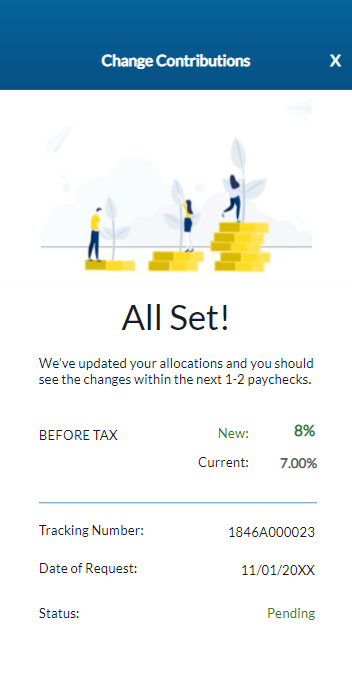 Change Contributions X
All Set!
We've updated your allocations and you should
see the changes within the next 1-2 paychecks.
BEFORE TAX New: 8%
Current: 7.00%
Tracking Number: 1846A000023
Date of Request: 11/01/20XX
Status: Pending